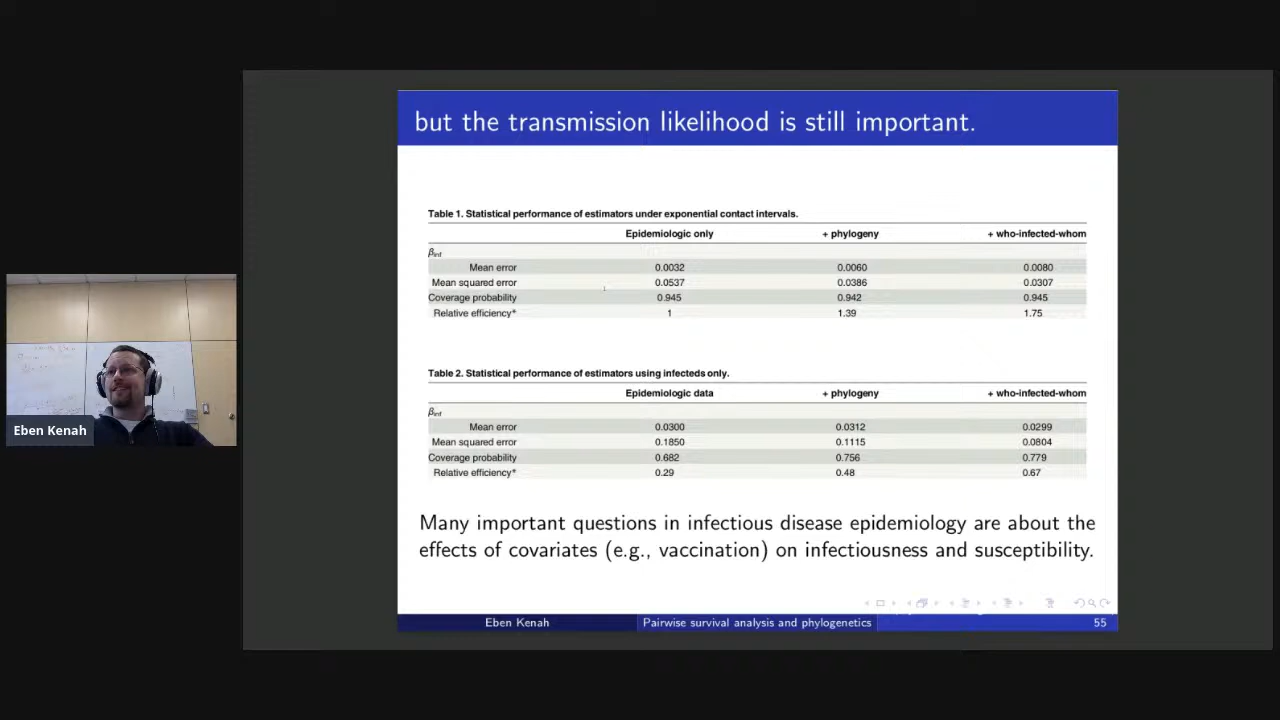 but the transmission likelihood is still important.
Table 1. Statistical performance of estimators under exponential contact intervals.
Epidemiologic only + phylogeny + who-infected-whom
βinf
Mean error 0.0032 0.0060 0.0080
Mean squared error 0.0537 0.0386 0.0307
Coverage probability 0.945 0.942 0.945
Relative efficiency* 1 1.39 1.75
Table 2. Statistical performance of estimators using infecteds only.
Epidemiologic data + phylogeny + who-infected-whom
βinf
Mean error 0.0300 0.0312 0.0299
Mean squared error 0.1850 0.1115 0.0804
Coverage probability 0.682 0.756 0.779
Relative efficiency* 0.29 0.48 0.67
Many important questions in infectious disease epidemiology are about the
effects of covariates (e.g., vaccination) on infectiousness and susceptibility.
Eben Kenah Pairwise survival analysis and phylogenetics 55
Eben Kenah